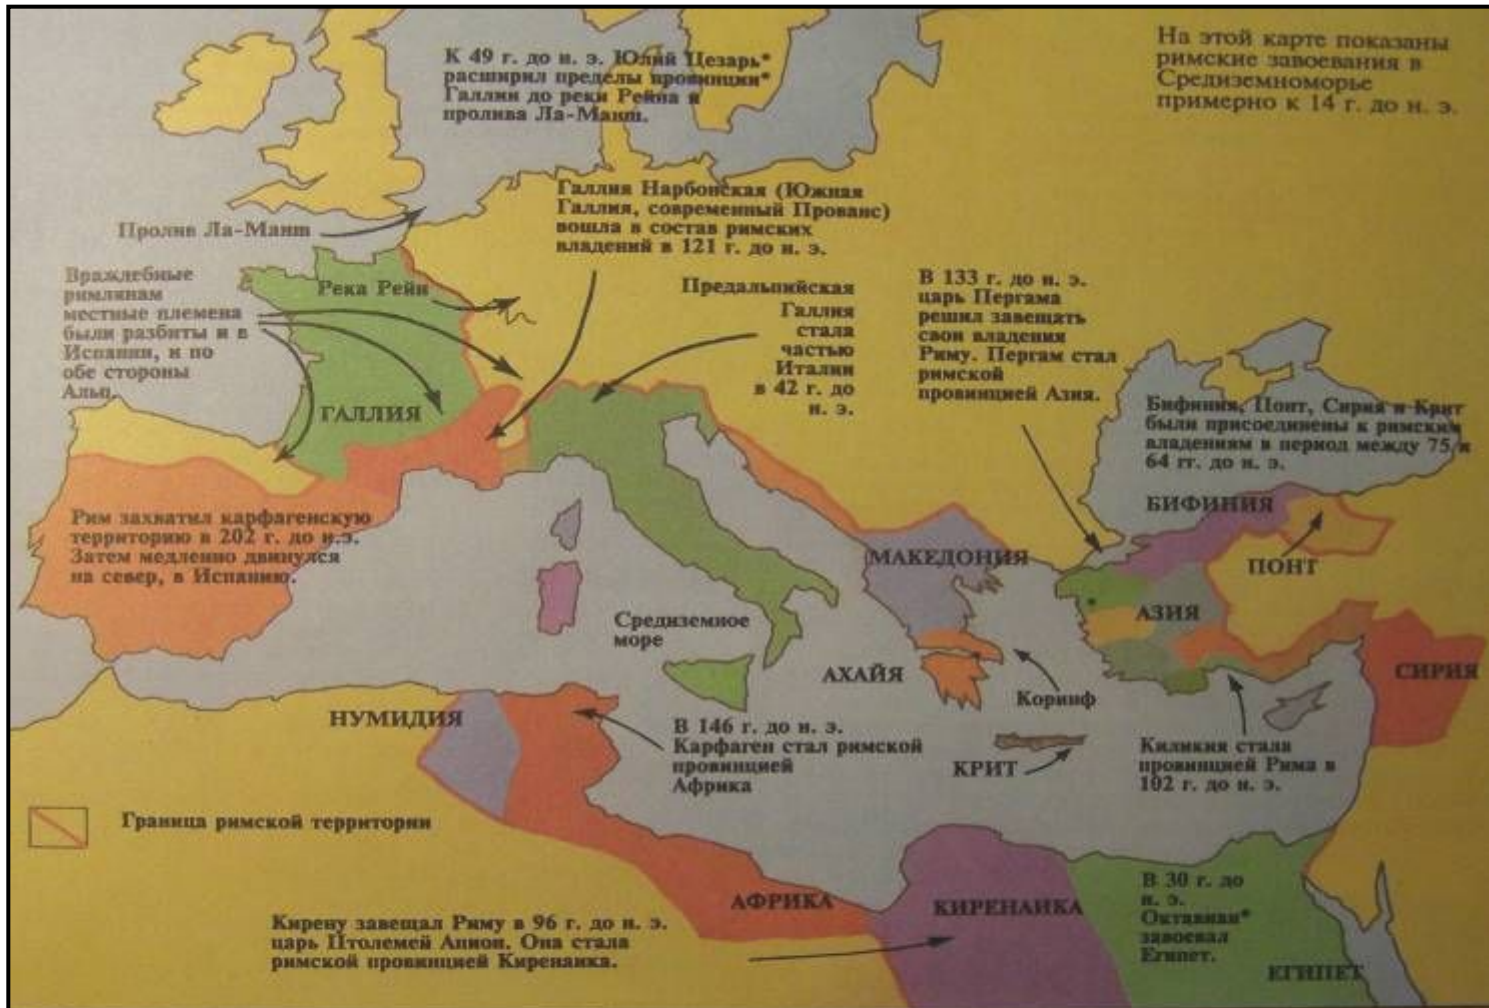 К 49 г. до н. э. Юлий Цезарь*
расширил пределы провинции*
Галлии до реки Рейна и
пролива Ла-Манш.
На этой карте показаны
римские завоевания в
Средиземноморье
примерно к 14 г. до н. э.
Галлия Нарбонская (Южная
Галлия, современный Прованс)
вошла в состав римских
владений в 121 г. до н. э.
Пролив Ла-Манш
Враждебные
римлянам
местные племена
были разбиты и в
Испании, и по
обе стороны
Альп.
Река Рейн
Предальпийская
Галлия
стала
частью
Италии
в 42 г. до
н. э.
В 133 г. до н. э.
царь Пергама
решил завещать
свои владения
Риму. Пергам стал
римской
провинцией Азия.
ГАЛЛИЯ
Бифиния, Понт, Сирия и Крит
были присоединены к римским
владениям в период между 75 и
64 гг. до н. э.
БИФИНИЯ
Рим захватил карфагенскую
территорию в 202 г. до н.э.
Затем медленно двинулся
на север, в Испанию.
МАКЕДОНИЯ
ПОНТ
АЗИЯ
Средиземное
море
АХАЙЯ
СИРИЯ
Коринф
НУМИДИЯ
В 146 г. до н. э.
Карфаген стал римской
провинцией
Африка
КРИТ
Киликия стала
провинцией Рима в
102 г. до н. э.
Граница римской территории
АФРИКА
КИРЕНАИКА
В 30 г. до
н. э.
Октавиан*
завоевал
Египет.
ЕГИПЕТ
Кирену завещал Риму в 96 г. до н. э.
царь Птолемей Апион. Она стала
римской провинцией Киренаика.